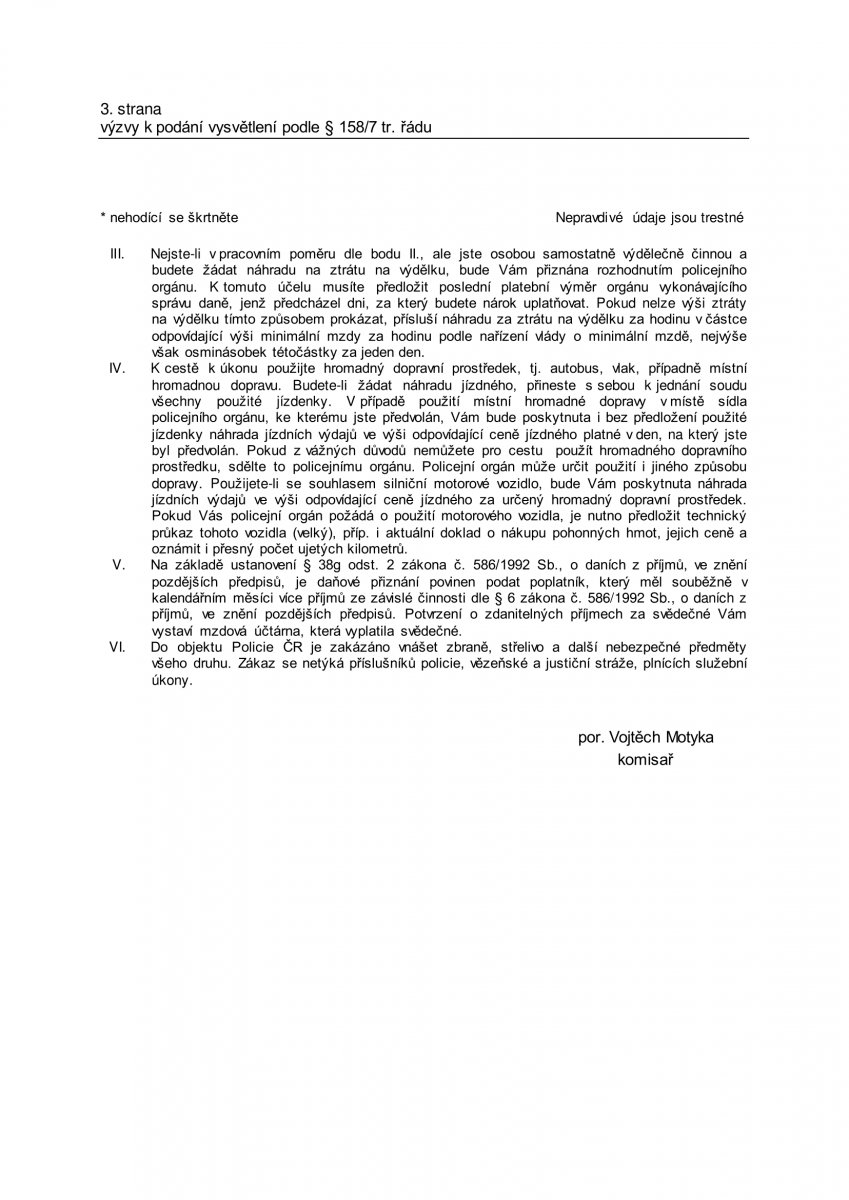 3. strana
výzvy k podání vysvětlení podle § 158/7 tr. řádu
* nehodící se škrtněte Nepravdivé údaje jsou trestné
III. Nejste-li v pracovním poměru dle bodu II., ale jste osobou samostatně výdělečně činnou a
budete žádat náhradu na ztrátu na výdělku, bude Vám přiznána rozhodnutím policejního
orgánu. K tomuto účelu musíte předložit poslední platební výměr orgánu vykonávajícího
správu daně, jenž předcházel dni, za který budete nárok uplatňovat. Pokud nelze výši ztráty
na výdělku tímto způsobem prokázat, přísluší náhradu za ztrátu na výdělku za hodinu v částce
odpovídající výši minimální mzdy za hodinu podle nařízení vlády o minimální mzdě, nejvýše
však osminásobek tétočástky za jeden den.
IV. K cestě k úkonu použijte hromadný dopravní prostředek, tj. autobus, vlak, případně místní
hromadnou dopravu. Budete-li žádat náhradu jízdného, přineste s sebou k jednání soudu
všechny použité jízdenky. V případě použití místní hromadné dopravy v místě sídla
policejního orgánu, ke kterému jste předvolán, Vám bude poskytnuta i bez předložení použité
jízdenky náhrada jízdních výdajů ve výši odpovídající ceně jízdného platné v den, na který jste
byl předvolán. Pokud z vážných důvodů nemůžete pro cestu použít hromadného dopravního
prostředku, sdělte to policejnímu orgánu. Policejní orgán může určit použití i jiného způsobu
dopravy. Použijete-li se souhlasem silniční motorové vozidlo, bude Vám poskytnuta náhrada
jízdních výdajů ve výši odpovídající ceně jízdného za určený hromadný dopravní prostředek.
Pokud Vás policejní orgán požádá o použití motorového vozidla, je nutno předložit technický
průkaz tohoto vozidla (velký), příp. i aktuální doklad o nákupu pohonných hmot, jejich ceně a
oznámit i přesný počet ujetých kilometrů.
V. Na základě ustanovení § 38g odst. 2 zákona č. 586/1992 Sb., o daních z příjmů, ve znění
pozdějších předpisů, je daňové přiznání povinen podat poplatník, který měl souběžně v
kalendářním měsíci více příjmů ze závislé činnosti dle § 6 zákona č. 586/1992 Sb., o daních z
příjmů, ve znění pozdějších předpisů. Potvrzení o zdanitelných příjmech za svědečné Vám
vystaví mzdová účtárna, která vyplatila svědečné.
VI. Do objektu Policie ČR je zakázáno vnášet zbraně, střelivo a další nebezpečné předměty
všeho druhu. Zákaz se netýká příslušníků policie, vězeňské a justiční stráže, plnících služební
úkony.
por. Vojtěch Motyka
komisař